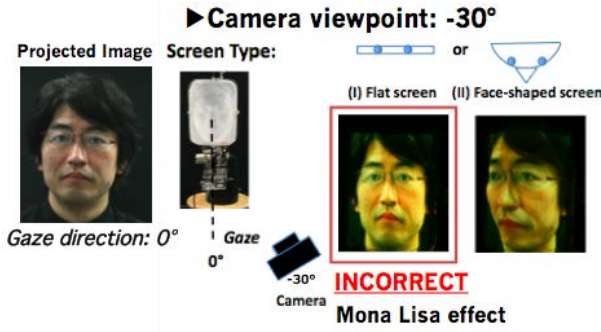 ▶Camera viewpoint: -30°
Projected Image
Screen Type:
or
(I) Flat screen
(II) Face-shaped screen
Gaze direction: 0°
Gaze
0°
-30°
Camera
INCORRECT
Mona Lisa effect